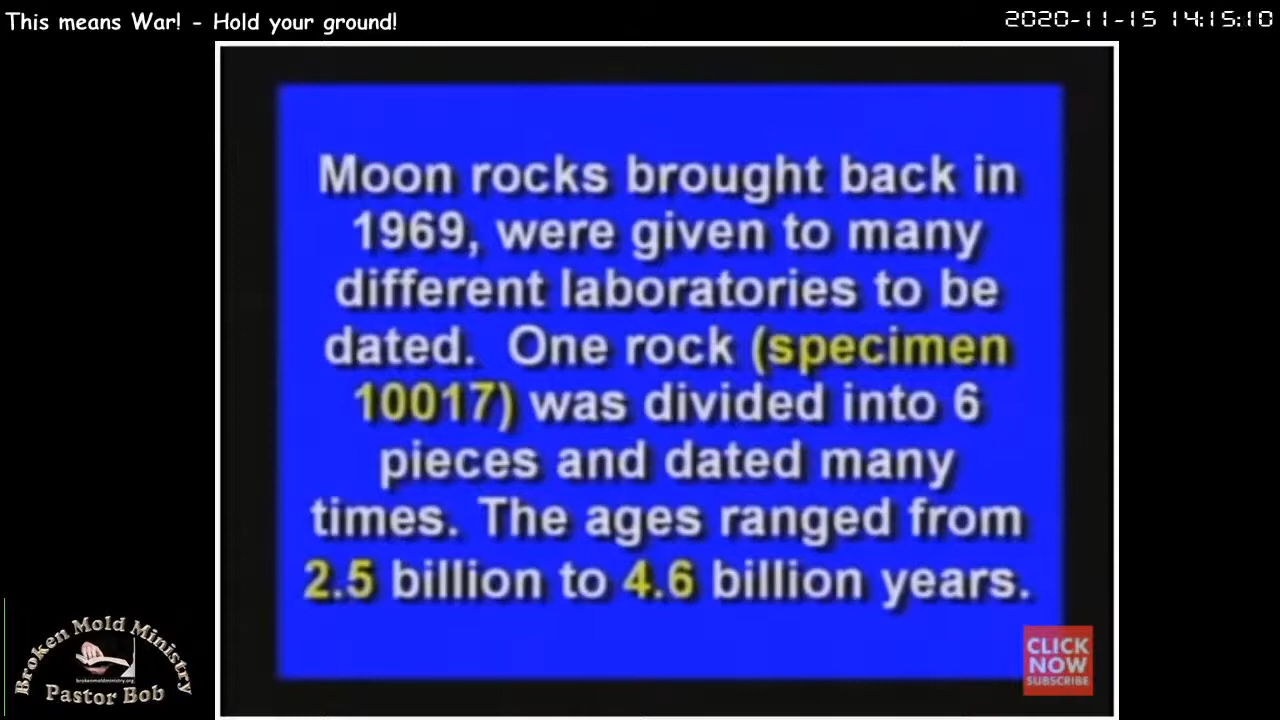 This means War! - Hold your ground!
2020-11-15 14:15:10
Moon rocks brought back in
1969, were given to many
different laboratories to be
dated.  One rock (specimen
10017) was divided into 6
pieces and dated many
times.  The ages ranged from
2.5 billion to 4.6 billion years.
Broken Mold Ministry
brokenmoldministry.org
Pastor Bob
CLICK
NOW
SUBSCRIBE